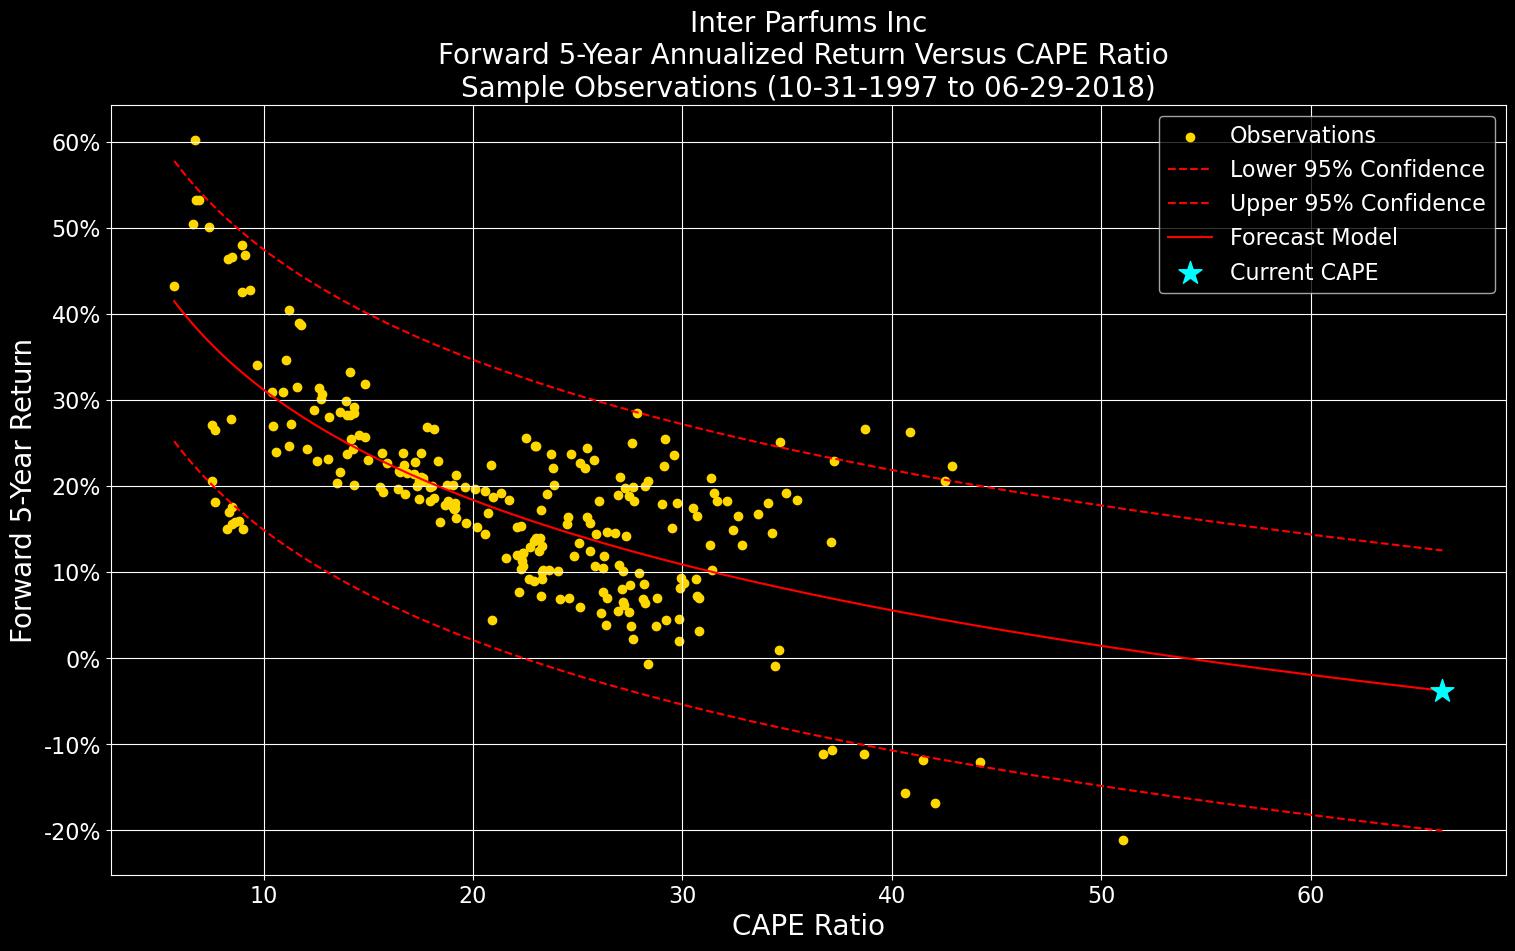 Inter Parfums Inc
Forward 5-Year Annualized Return Versus CAPE Ratio
Sample Observations (10-31-1997 to 06-29-2018)
Observations
Lower 95% Confidence
Upper 95% Confidence
Forecast Model
Current CAPE
Forward 5-Year Return
60%
50%
40%
30%
20%
10%
0%
-10%
-20%
10 20 30 40 50 60
CAPE Ratio